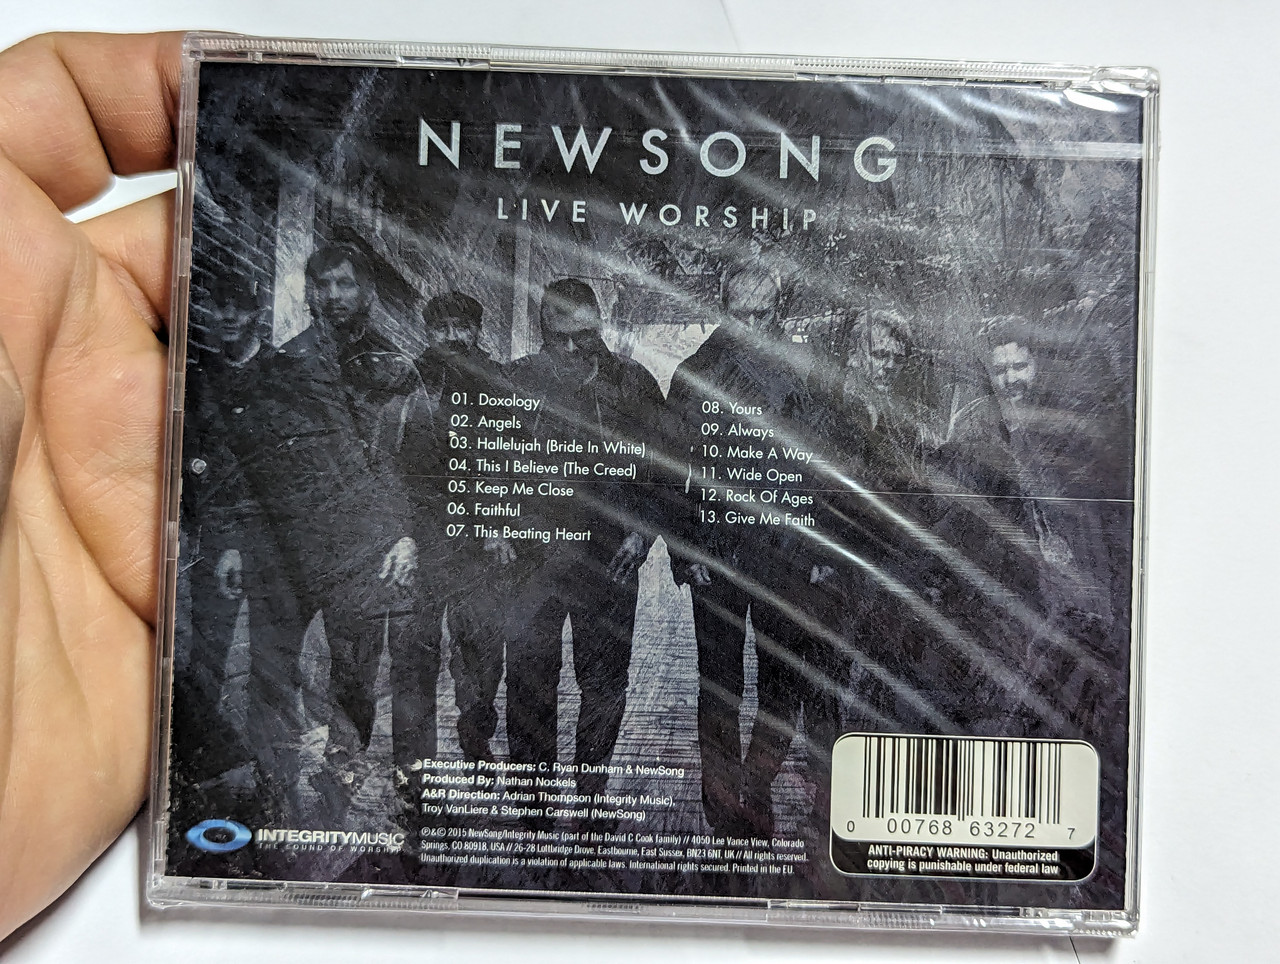 NEWSONG
LIVE WORSHIP
01. Doxology
02. Angels
03. Hallelujah (Bride In White)
04. This I Believe (The Creed)
05. Keep Me Close
06. Faithful
07. This Beating Heart
08. Yours
09. Always
10. Make A Way
11. Wide Open
12. Rock Of Ages
13. Give Me Faith
Executive Producers: C. Ryan Dunham & NewSong
Produced By: Nathan Nockels
A&R Direction: Adrian Thompson (Integrity Music),
Troy VanLiere & Stephen Carswell (NewSong)
INTEGRITYMUSIC
THE SOUND OF WORSHIP
℗&© 2015 NewSong/Integrity Music (part of the David C Cook family) // 4050 Lee Vance View, Colorado
Springs, CO 80918, USA // 26-28 Lottbridge Drove, Eastbourne, East Sussex, BN23 6NT, UK // All rights reserved.
Unauthorized duplication is a violation of applicable laws. International rights secured. Printed in the EU.
0 00768 63272 7
ANTI-PIRACY WARNING: Unauthorized
copying is punishable under federal law